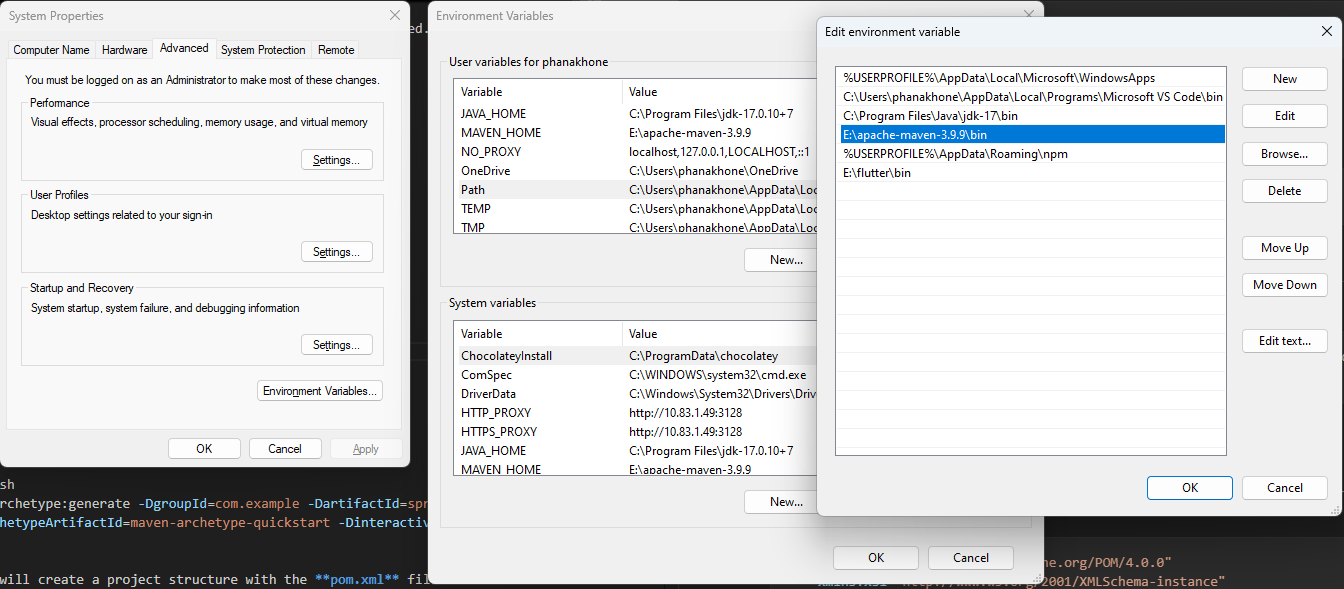 System Properties
Computer Name
Hardware
Advanced
System Protection
Remote
You must be logged on as an Administrator to make most of these changes.
Performance
Visual effects, processor scheduling, memory usage, and virtual memory
Settings...
User Profiles
Desktop settings related to your sign-in
Settings...
Startup and Recovery
System startup, system failure, and debugging information
Settings...
Environment Variables...
OK
Cancel
Apply
ed.
sh
rchetype:generate -DgroupId=com.example -DartifactId=spr
hetypeArtifactId=maven-archetype-quickstart -Dinteractiv
will create a project structure with the **pom.xml** fil
Environment Variables
User variables for phanakhone
Variable Value
JAVA_HOME C:\Program Files\jdk-17.0.10+7
MAVEN_HOME E:\apache-maven-3.9.9
NO_PROXY localhost,127.0.0.1,LOCALHOST,::1
OneDrive C:\Users\phanakhone\OneDrive
Path C:\Users\phanakhone\AppData\Loc
TEMP C:\Users\phanakhone\AppData\Loc
TMP C:\Users\phanakhone\AppData\Loc
New...
System variables
Variable Value
ChocolateyInstall C:\ProgramData\chocolatey
ComSpec C:\WINDOWS\system32\cmd.exe
DriverData C:\Windows\System32\Drivers\Driv
HTTP_PROXY http://10.83.1.49:3128
HTTPS_PROXY http://10.83.1.49:3128
JAVA_HOME C:\Program Files\jdk-17.0.10+7
MAVEN_HOME E:\apache-maven-3.9.9
New...
OK
Cancel
Edit environment variable
%USERPROFILE%\AppData\Local\Microsoft\WindowsApps
C:\Users\phanakhone\AppData\Local\Programs\Microsoft VS Code\bin
C:\Program Files\Java\jdk-17\bin
E:\apache-maven-3.9.9\bin
%USERPROFILE%\AppData\Roaming\npm
E:\flutter\bin
New
Edit
Browse...
Delete
Move Up
Move Down
Edit text...
OK
Cancel
he.org/POM/4.0.0"
2001/XMLSchema-instance"